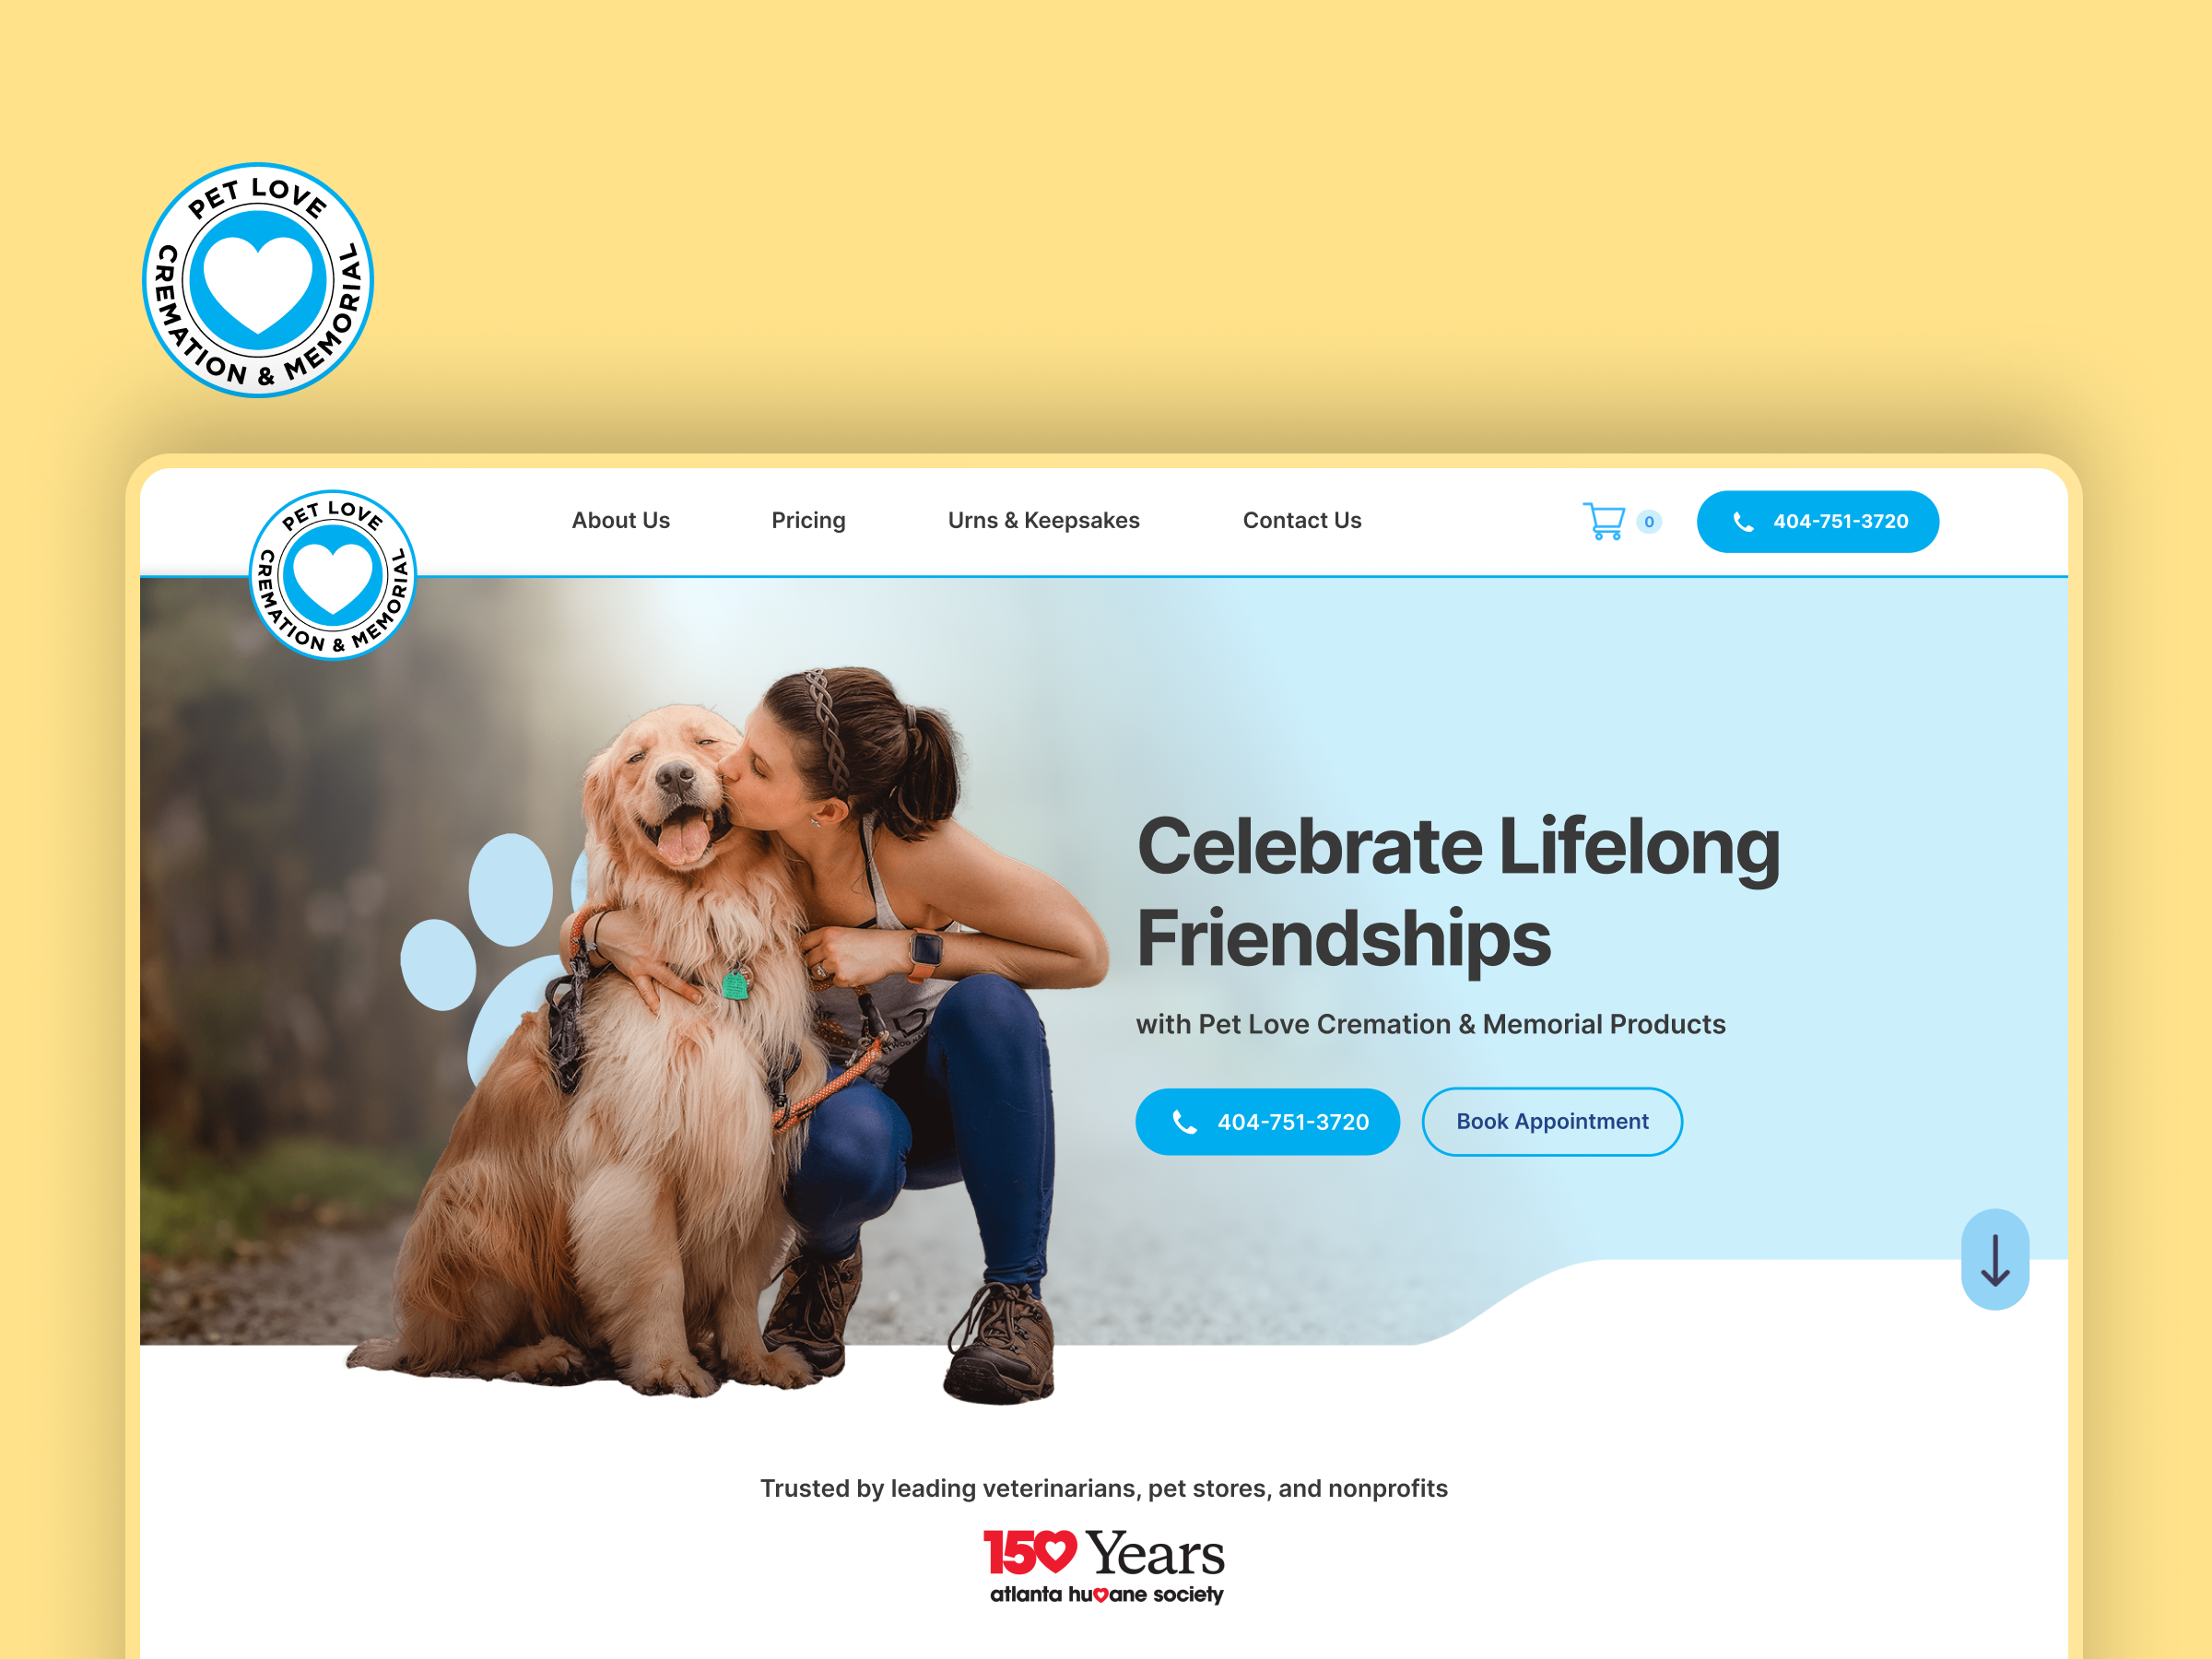 PET LOVE
CREMATION & MEMORIAL
PET LOVE
CREMATION & MEMORIAL
About Us
Pricing
Urns & Keepsakes
Contact Us
0
404-751-3720
Celebrate Lifelong
Friendships
with Pet Love Cremation & Memorial Products
404-751-3720
Book Appointment
Trusted by leading veterinarians, pet stores, and nonprofits
150 Years
atlanta humane society